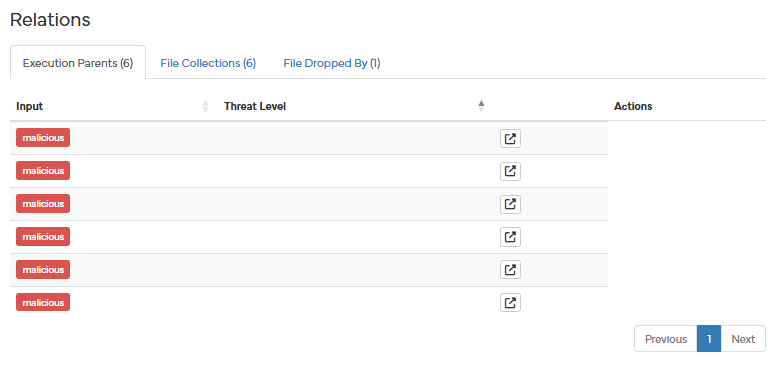 Relations
Execution Parents (6) File Collections (6) File Dropped By (1)
Input Threat Level Actions
malicious
malicious
malicious
malicious
malicious
malicious
Previous 1 Next